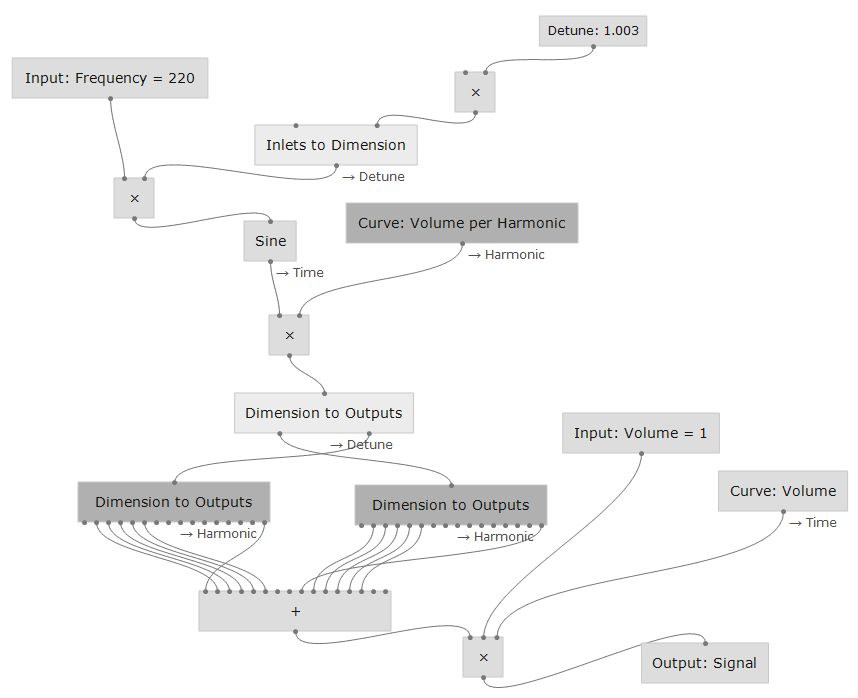 Detune: 1.003
Input: Frequency = 220
×
Inlets to Dimension
→ Detune
×
Curve: Volume per Harmonic
Sine
→ Harmonic
→ Time
×
Dimension to Outputs
→ Detune
Input: Volume = 1
Curve: Volume
→ Time
Dimension to Outputs
→ Harmonic
Dimension to Outputs
→ Harmonic
+
×
Output: Signal